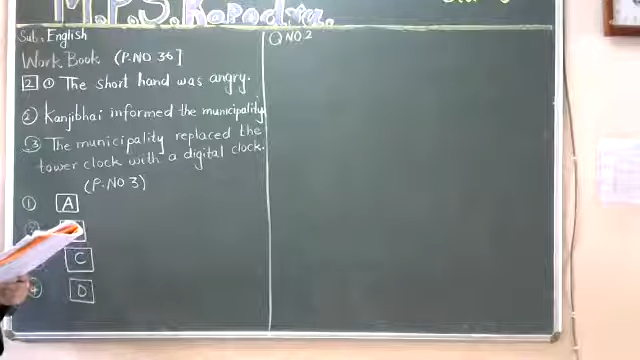 M.P.S. Kapodra.
Sub: English
Work Book (P.NO 36]
2 ① The short hand was angry.
② Kanjibhai informed the municipality
③ The municipality replaced the
tower clock with a digital clock.
(P.NO 3)
① A
C
④ D
Q NO.2